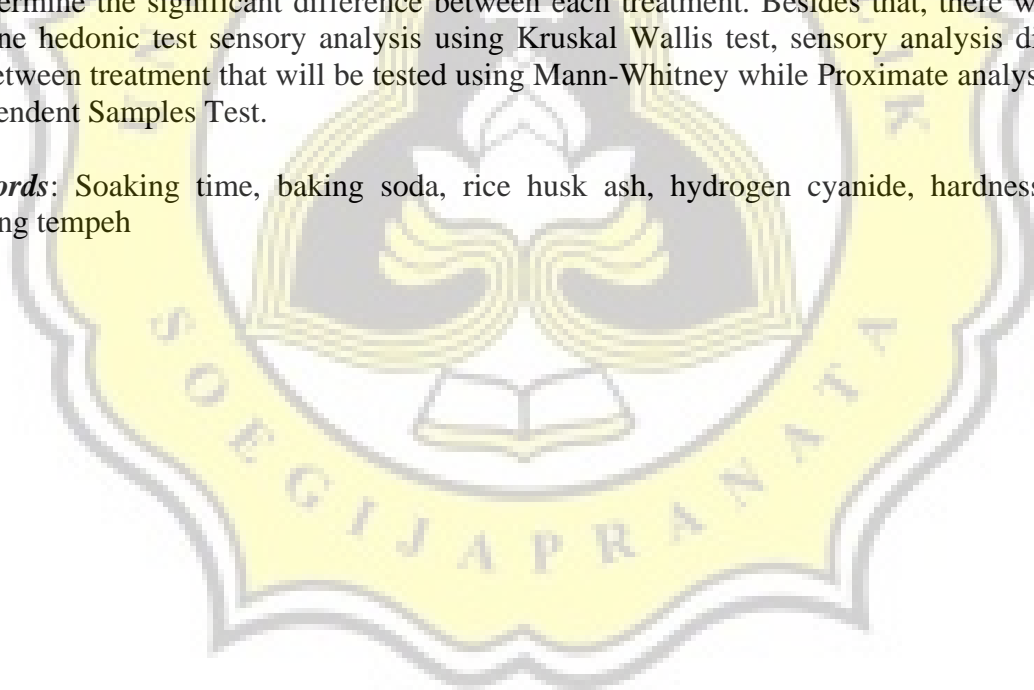 ermine the significant difference between each treatment. Besides that, there w
ne hedonic test sensory analysis using Kruskal Wallis test, sensory analysis di
etween treatment that will be tested using Mann-Whitney while Proximate analys
endent Samples Test.
ords: Soaking time, baking soda, rice husk ash, hydrogen cyanide, hardness
ng tempeh
SOEGIJAPRANATA